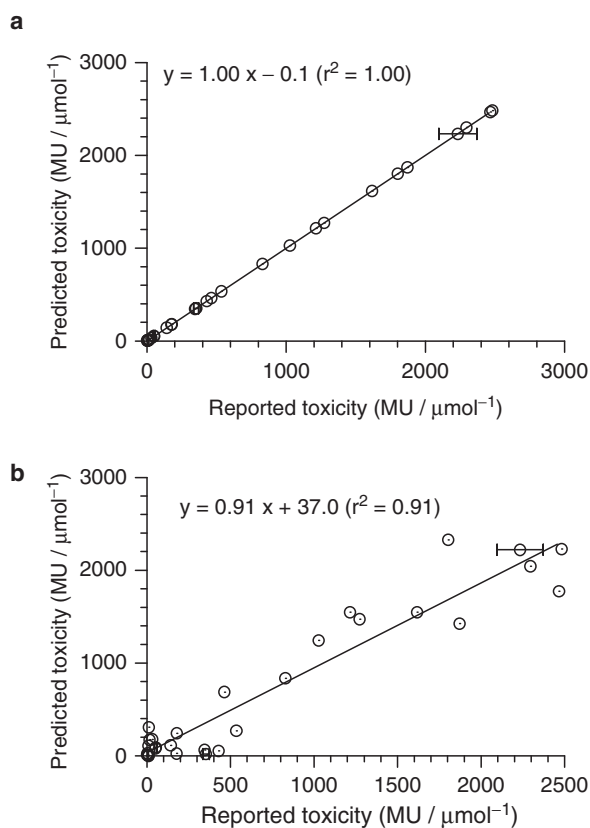 a
3000
2000
1000
0
Predicted toxicity (MU / μmol⁻¹)
y = 1.00 x – 0.1 (r² = 1.00)
0 1000 2000 3000
Reported toxicity (MU / μmol⁻¹)
b
3000
2000
1000
0
Predicted toxicity (MU / μmol⁻¹)
y = 0.91 x + 37.0 (r² = 0.91)
0 500 1000 1500 2000 2500
Reported toxicity (MU / μmol⁻¹)